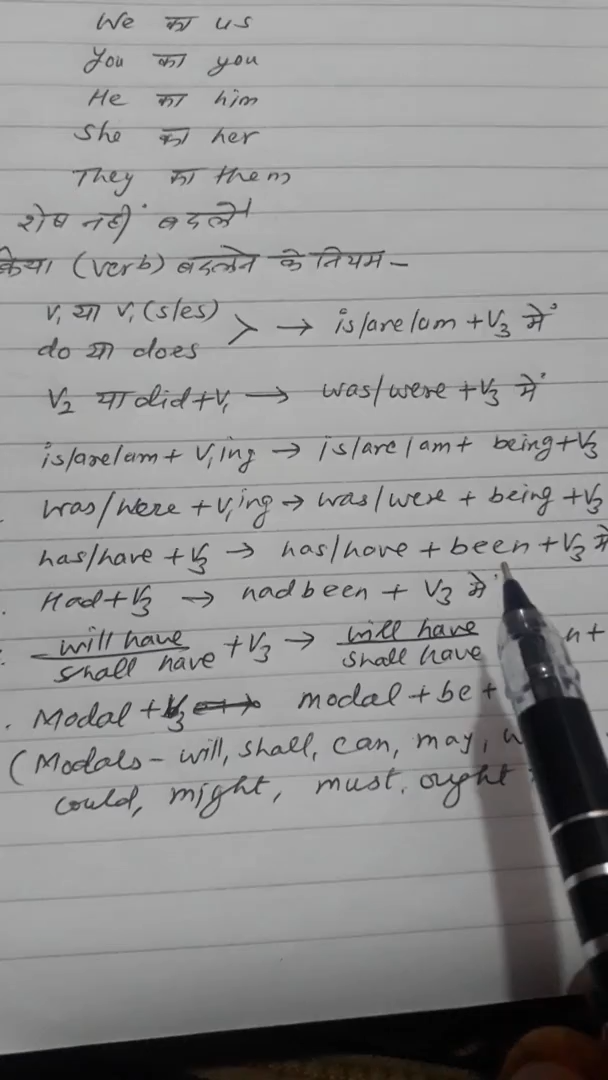 We का us
You का you
He का him
She का her
They का them
शेष नहीं बदले।
क्रिया (verb) बदलने के नियम -
V₁ या V₁(s/es)
do या does > → is/are/am + V₃ में
V₂ या did + V₁ → was/were + V₃ में
is/are/am + V₁ing → is/are/am + being + V₃
was/were + V₁ing → was/were + being + V₃
has/have + V₃ → has/have + been + V₃ में
Had + V₃ → had been + V₃ में
will have / shall have + V₃ → will have / shall have n +
Modal + → modal + be +
(Modals - will, shall, can, may, w
could, might, must, ought